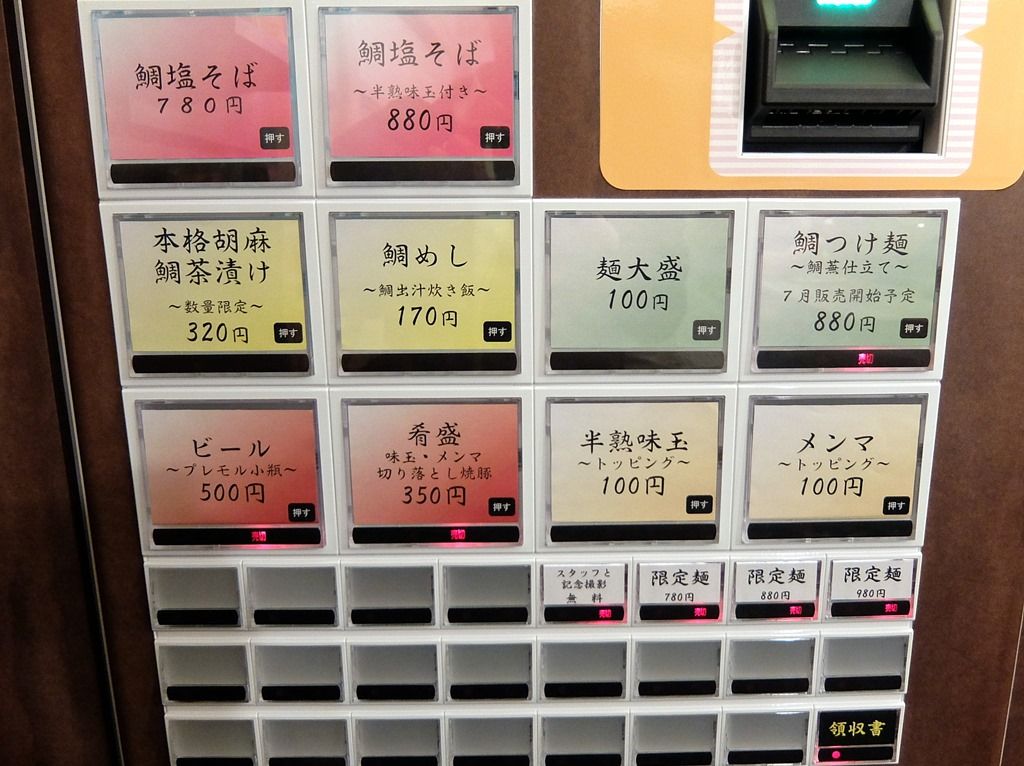 鯛塩そば
780円
押す
鯛塩そば
～半熟味玉付き～
880円
押す
本格胡麻
鯛茶漬け
～数量限定～
320円
押す
鯛めし
～鯛出汁炊き飯～
170円
押す
麺大盛
100円
押す
鯛つけ麺
～鯛蕎仕立て～
7月販売開始予定
880円
押す
売切
ビール
～プレモル小瓶～
500円
押す
売切
肴盛
味玉・メンマ
切り落とし焼豚
350円
押す
売切
半熟味玉
～トッピング～
100円
押す
メンマ
～トッピング～
100円
押す
スタッフと
記念撮影
無 料
売切
限定麺
780円
売切
限定麺
880円
売切
限定麺
980円
売切
領収書